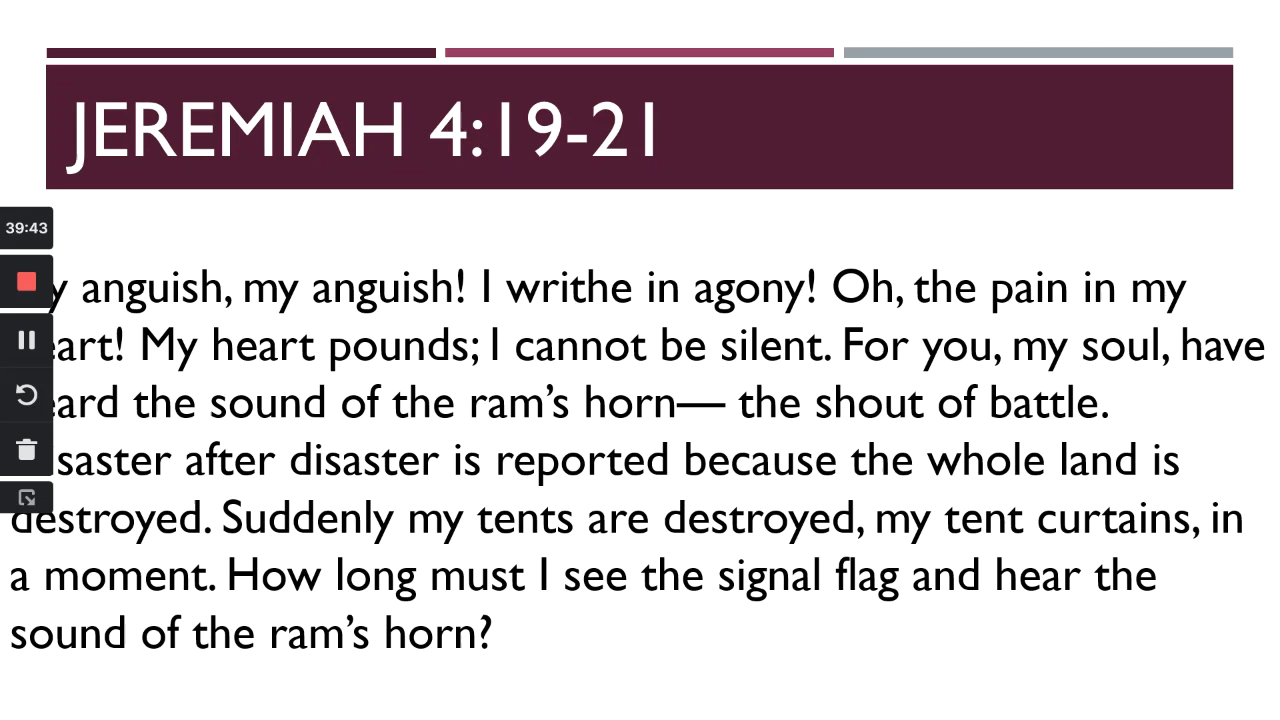 JEREMIAH 4:19-21
39:43
y anguish, my anguish! I writhe in agony! Oh, the pain in my
eart! My heart pounds; I cannot be silent. For you, my soul, have
eard the sound of the ram’s horn— the shout of battle.
saster after disaster is reported because the whole land is
destroyed. Suddenly my tents are destroyed, my tent curtains, in
a moment. How long must I see the signal flag and hear the
sound of the ram’s horn?